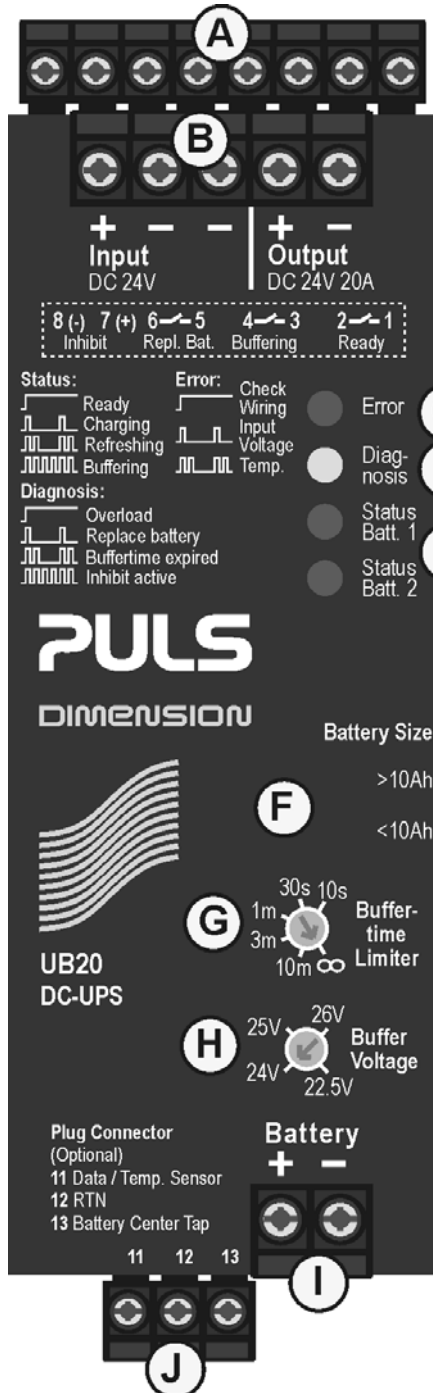 A
B
+ − − + −
Input Output
DC 24V DC 24V 20A
8 (-) 7 (+) 6 5 4 3 2 1
Inhibit Repl. Bat. Buffering Ready
Status:
Ready
Charging
Refreshing
Buffering
Error:
Check
Wiring
Input
Voltage
Temp.
Diagnosis:
Overload
Replace battery
Buffertime expired
Inhibit active
Error
Diag-
nosis
Status
Batt. 1
Status
Batt. 2
PULS
DIMENSION
Battery Size
>10Ah
<10Ah
F
UB20
DC-UPS
G
30s 10s
1m
3m
10m ∞
Buffer-
time
Limiter
H
25V 26V
24V 22.5V
Buffer
Voltage
Plug Connector
(Optional)
11 Data / Temp. Sensor
12 RTN
13 Battery Center Tap
Battery
+ −
11 12 13
I
J